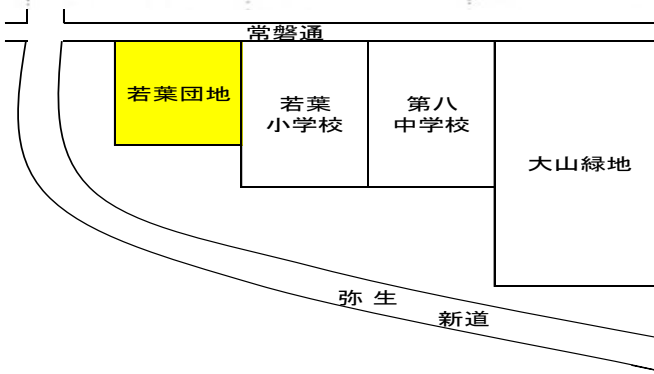 常磐通
若葉団地
若葉
小学校
第八
中学校
大山緑地
弥生
新道